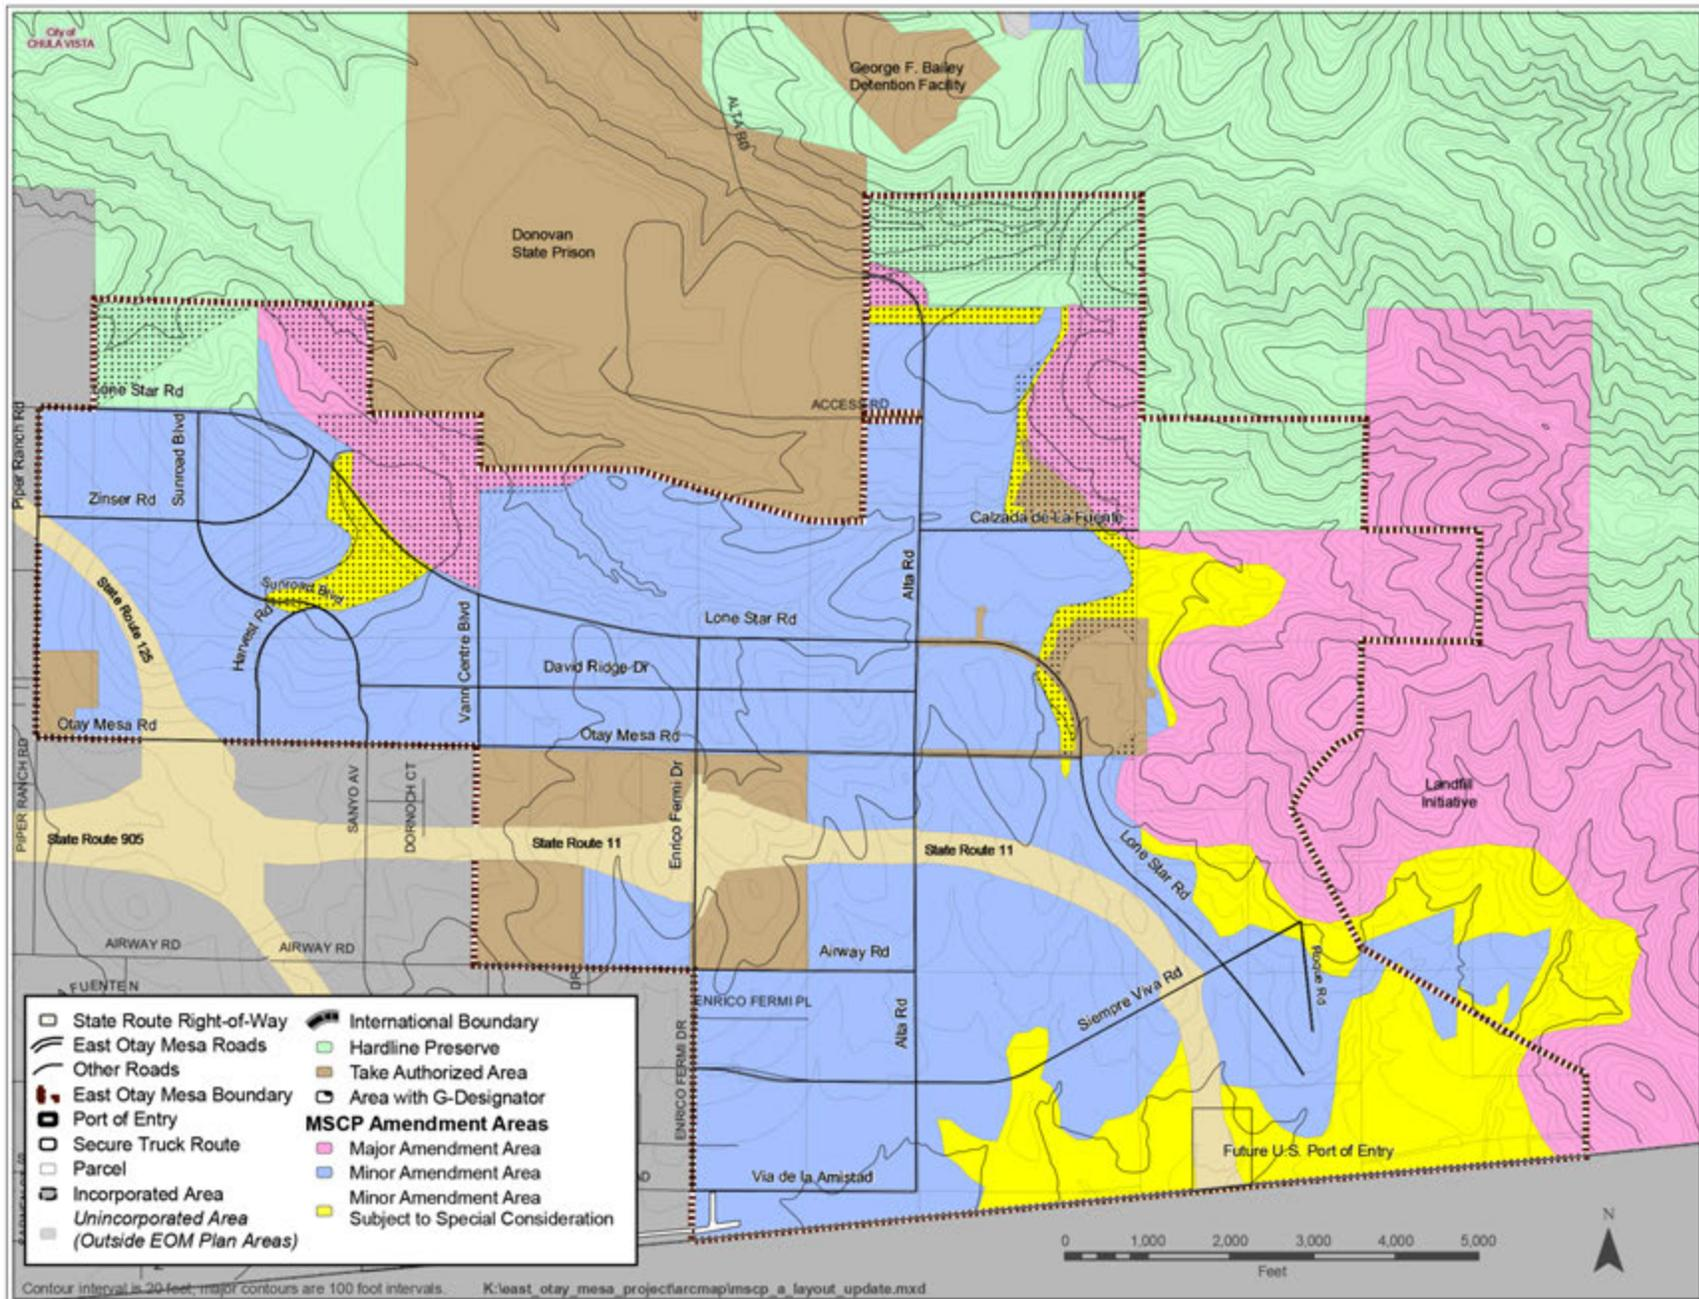 City of
CHULA VISTA
George F. Bailey
Detention Facility
ALTA RD
Donovan
State Prison
Lone Star Rd
ACCESS RD
Piper Ranch Rd
Sunroad Blvd
Zinser Rd
Calzada de La Fuente
State Route 125
Sunroad Blvd
Harvest Rd
Alta Rd
Vann Centre Blvd
Lone Star Rd
David Ridge Dr
Otay Mesa Rd
Otay Mesa Rd
PIPER RANCH RD
SANYO AV
DORNOCH CT
Enrico Fermi Dr
Landfill
Initiative
State Route 905
State Route 11
State Route 11
Lone Star Rd
AIRWAY RD
AIRWAY RD
Airway Rd
Roque Rd
Siempre Viva Rd
FUENTE N
DR
ENRICO FERMI PL
Alta Rd
ENRICO FERMI DR
Via de la Amistad
Future U.S. Port of Entry
State Route Right-of-Way
East Otay Mesa Roads
Other Roads
East Otay Mesa Boundary
Port of Entry
Secure Truck Route
Parcel
Incorporated Area
Unincorporated Area
(Outside EOM Plan Areas)
International Boundary
Hardline Preserve
Take Authorized Area
Area with G-Designator
MSCP Amendment Areas
Major Amendment Area
Minor Amendment Area
Minor Amendment Area
Subject to Special Consideration
N
0 1,000 2,000 3,000 4,000 5,000
Feet
Contour interval is 20 feet, major contours are 100 foot intervals.
K:\east_otay_mesa_project\arcmap\mscp_a_layout_update.mxd